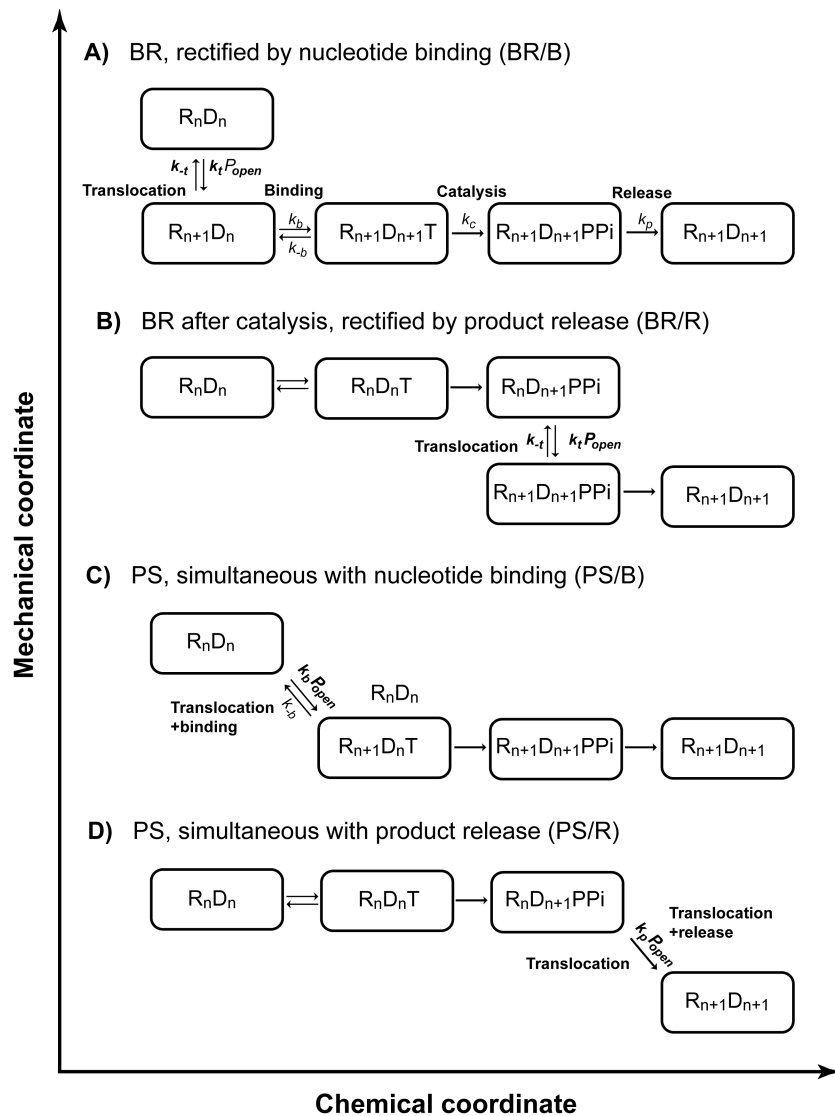 A) BR, rectified by nucleotide binding (BR/B)
RnDn
k-t ktPopen
Translocation Binding Catalysis Release
Rn+1Dn kb k-b Rn+1Dn+1T kc Rn+1Dn+1PPi kp Rn+1Dn+1
B) BR after catalysis, rectified by product release (BR/R)
RnDn RnDnT RnDn+1PPi
Translocation k-t ktPopen
Rn+1Dn+1PPi Rn+1Dn+1
C) PS, simultaneous with nucleotide binding (PS/B)
RnDn
kbPopen
k-b
RnDn
Translocation
+binding
Rn+1DnT Rn+1Dn+1PPi Rn+1Dn+1
D) PS, simultaneous with product release (PS/R)
RnDn RnDnT RnDn+1PPi
kpPopen
Translocation
+release
Translocation
Rn+1Dn+1
Mechanical coordinate
Chemical coordinate